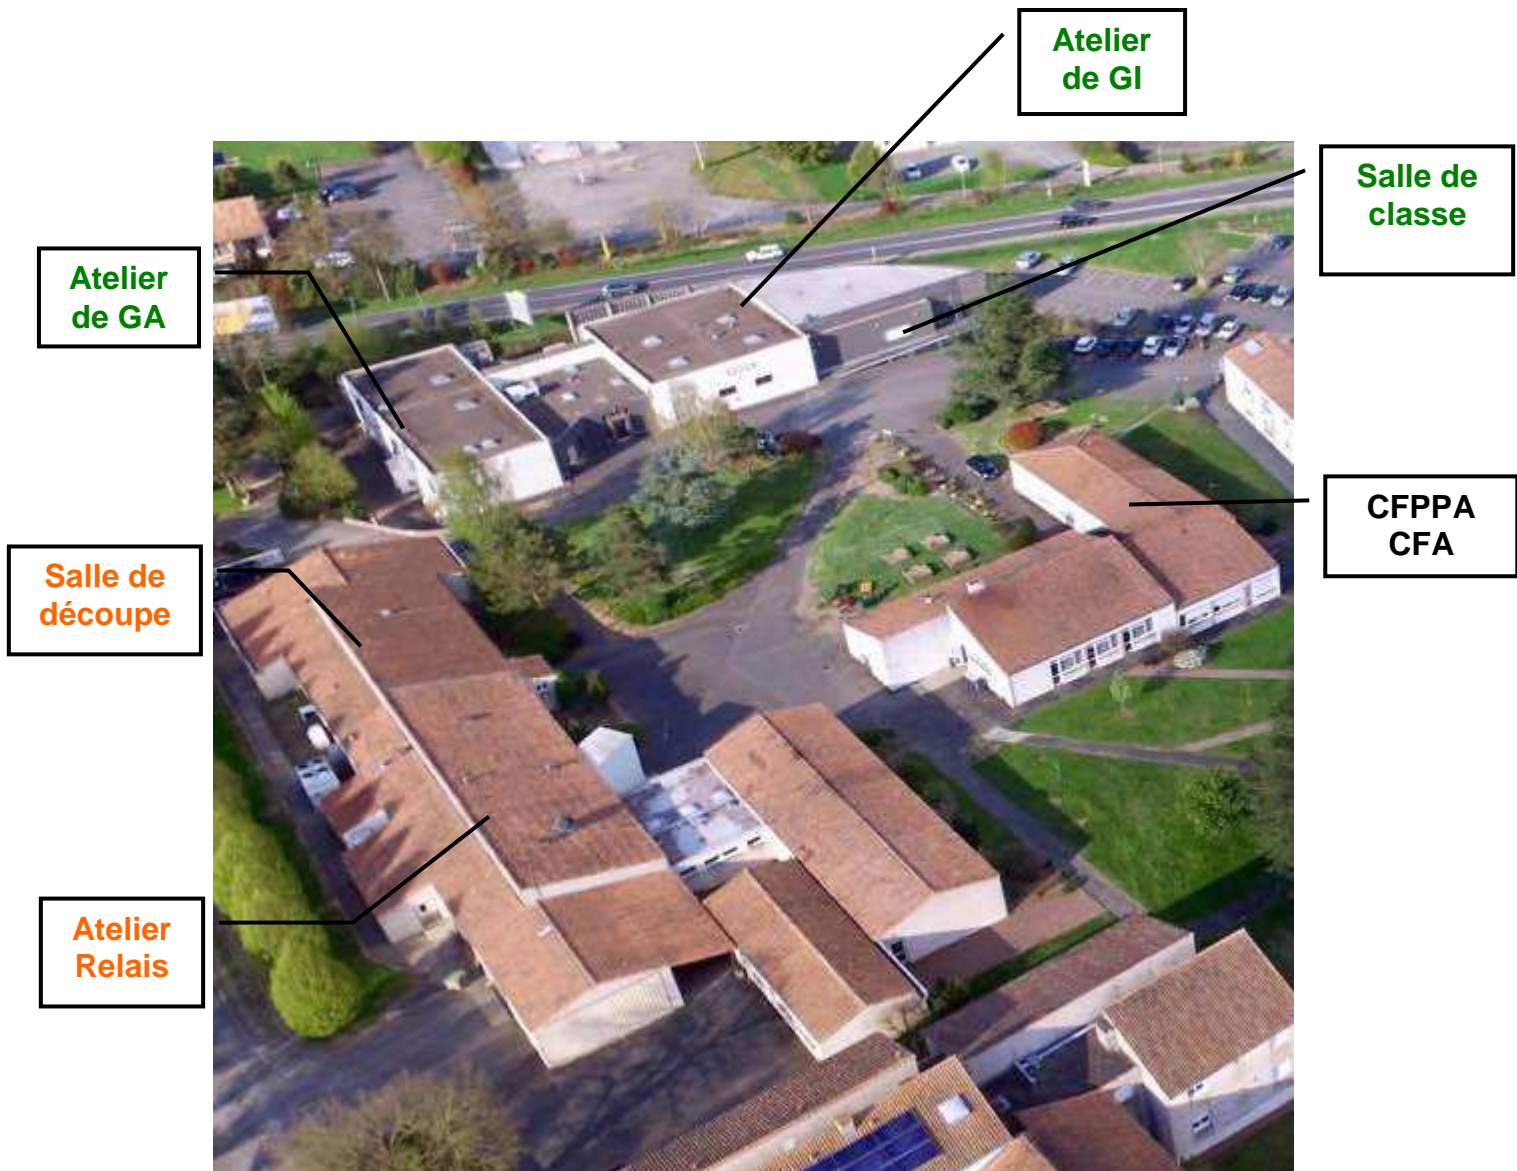 Atelier
de GI
Salle de
classe
Atelier
de GA
CFPPA
CFA
Salle de
découpe
Atelier
Relais